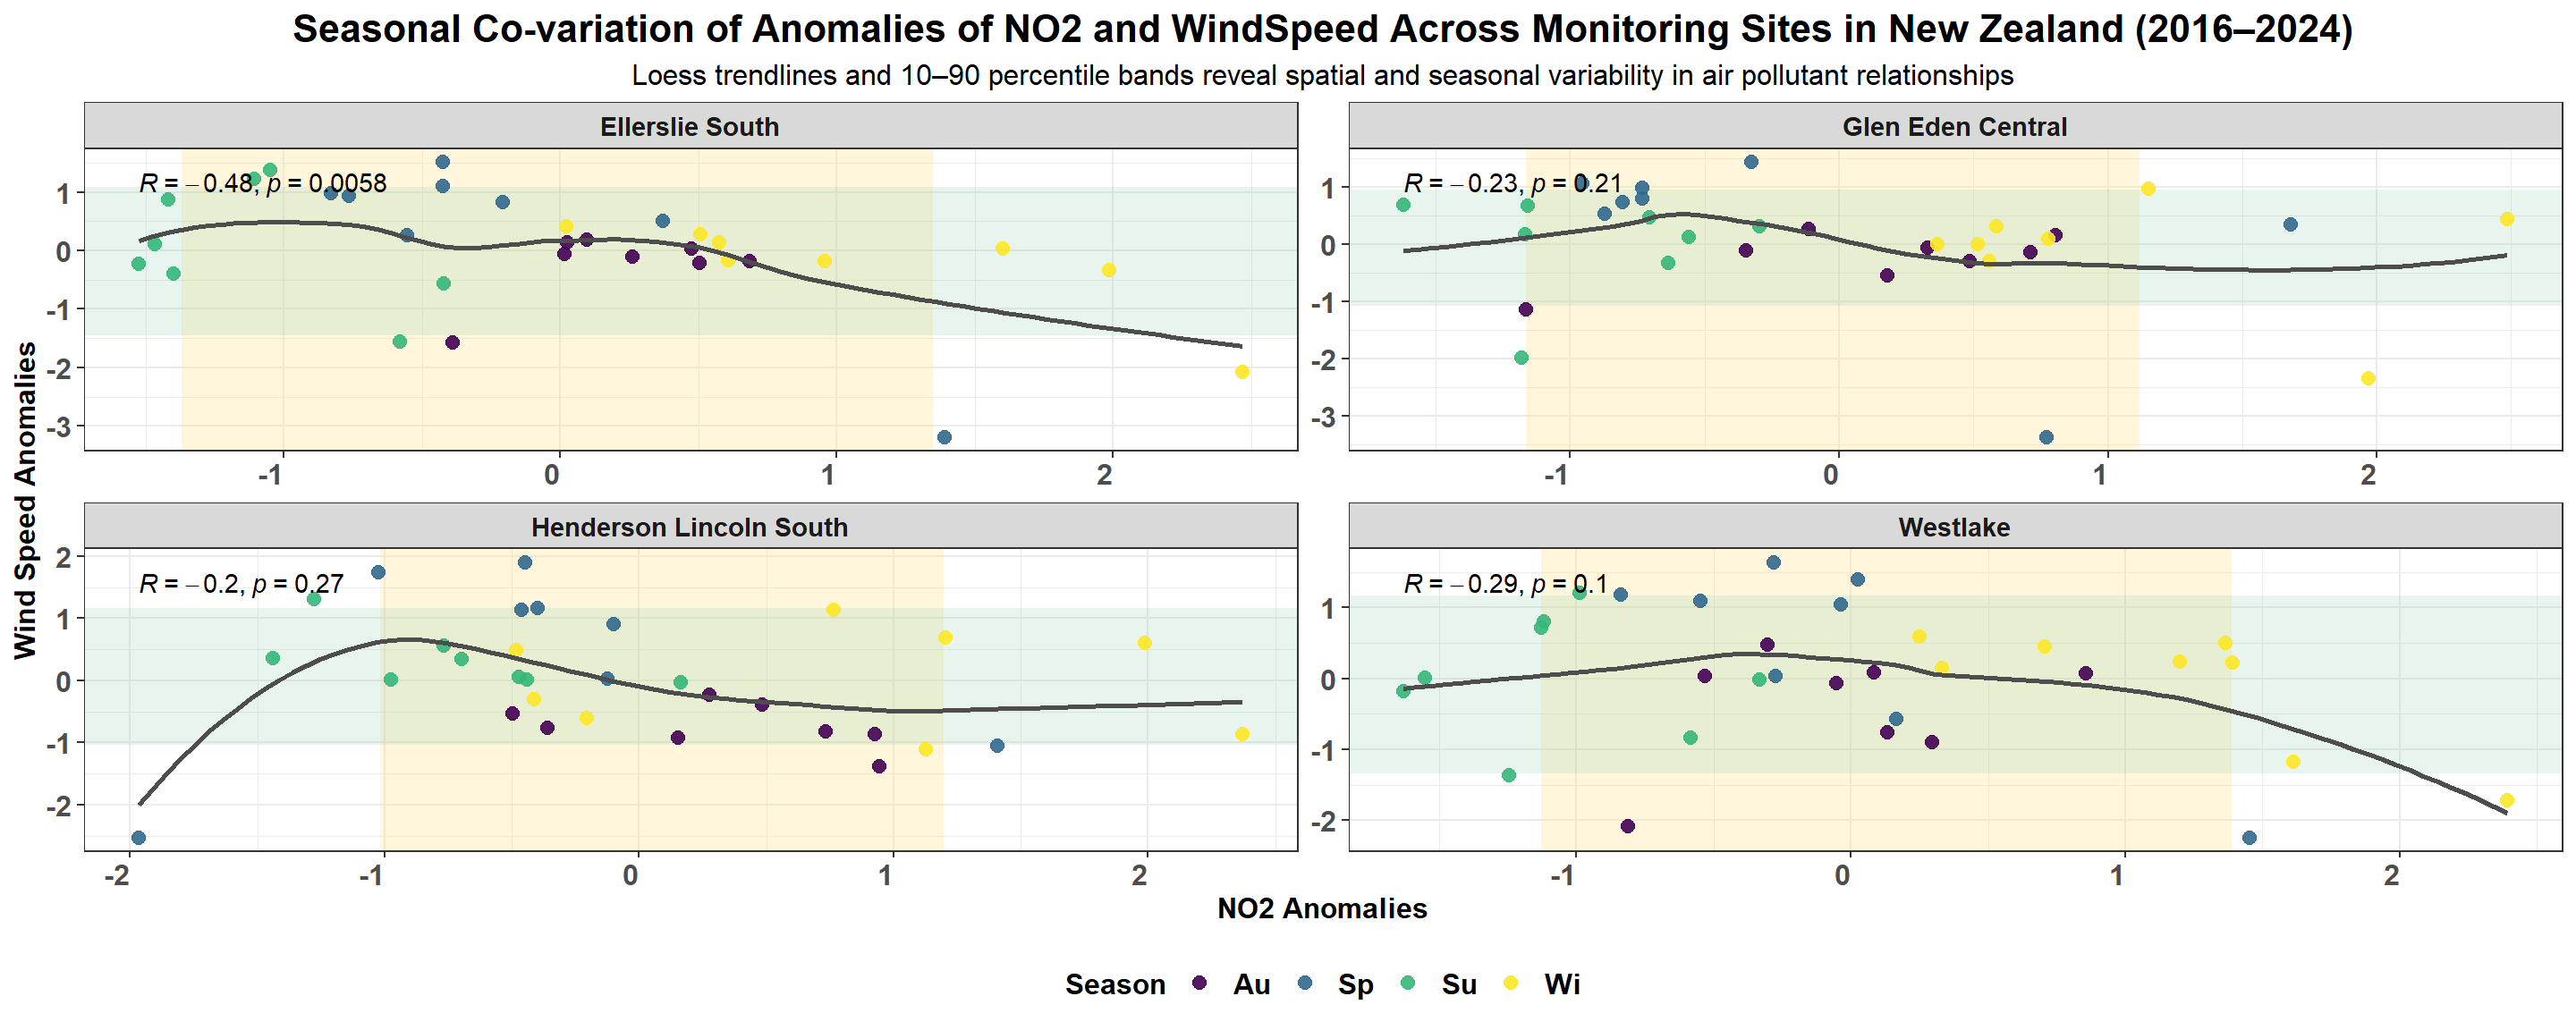 Seasonal Co-variation of Anomalies of NO2 and WindSpeed Across Monitoring Sites in New Zealand (2016–2024)
Loess trendlines and 10–90 percentile bands reveal spatial and seasonal variability in air pollutant relationships
Ellerslie South
R = −0.48, p = 0.0058
1
0
-1
-2
-3
-1 0 1 2
Glen Eden Central
R = −0.23, p = 0.21
1
0
-1
-2
-3
-1 0 1 2
Wind Speed Anomalies
Henderson Lincoln South
R = −0.2, p = 0.27
2
1
0
-1
-2
-2 -1 0 1 2
Westlake
R = −0.29, p = 0.1
1
0
-1
-2
-1 0 1 2
NO2 Anomalies
Season Au Sp Su Wi